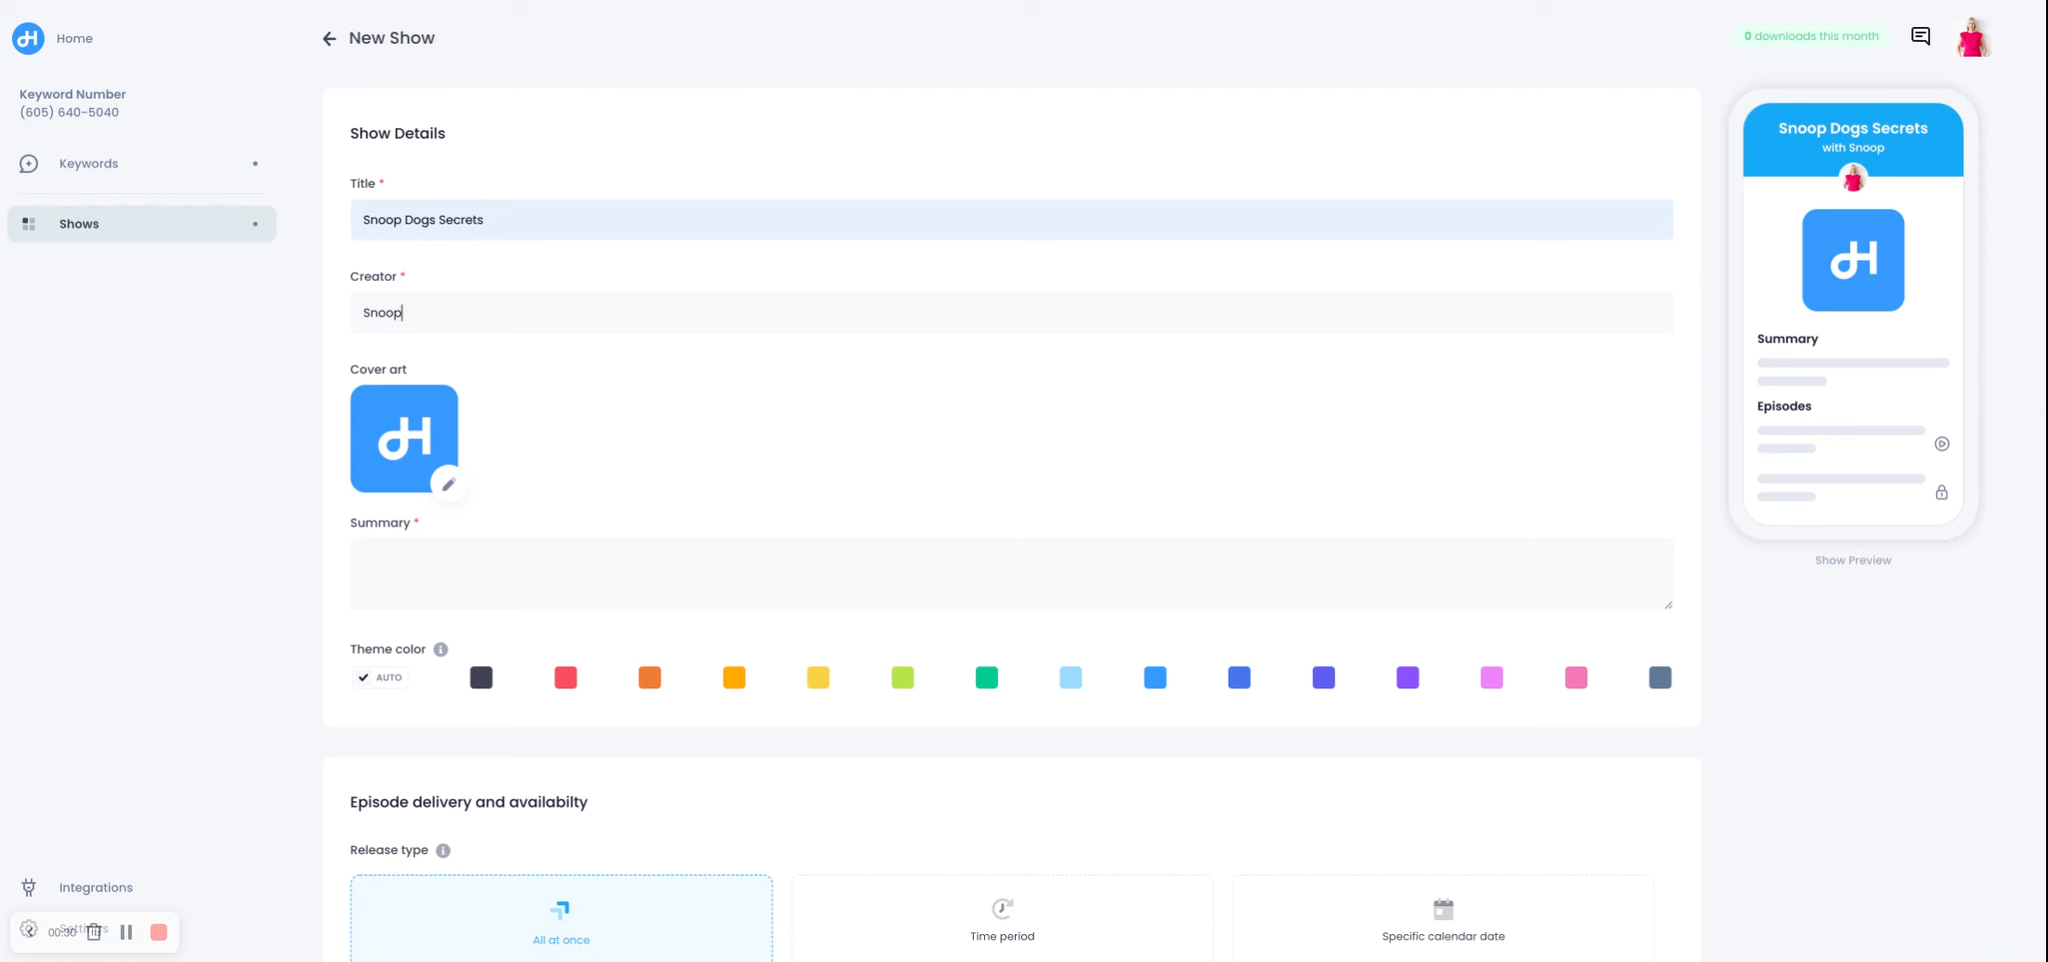 Home
New Show
0 downloads this month
Keyword Number
(605) 640-5040
Keywords
Shows
Show Details
Title *
Snoop Dogs Secrets
Creator *
Snoop
Cover art
Summary *
Theme color
AUTO
Episode delivery and availabilty
Release type
All at once
Time period
Specific calendar date
Snoop Dogs Secrets
with Snoop
Summary
Episodes
Show Preview
Integrations
Settings
00:30